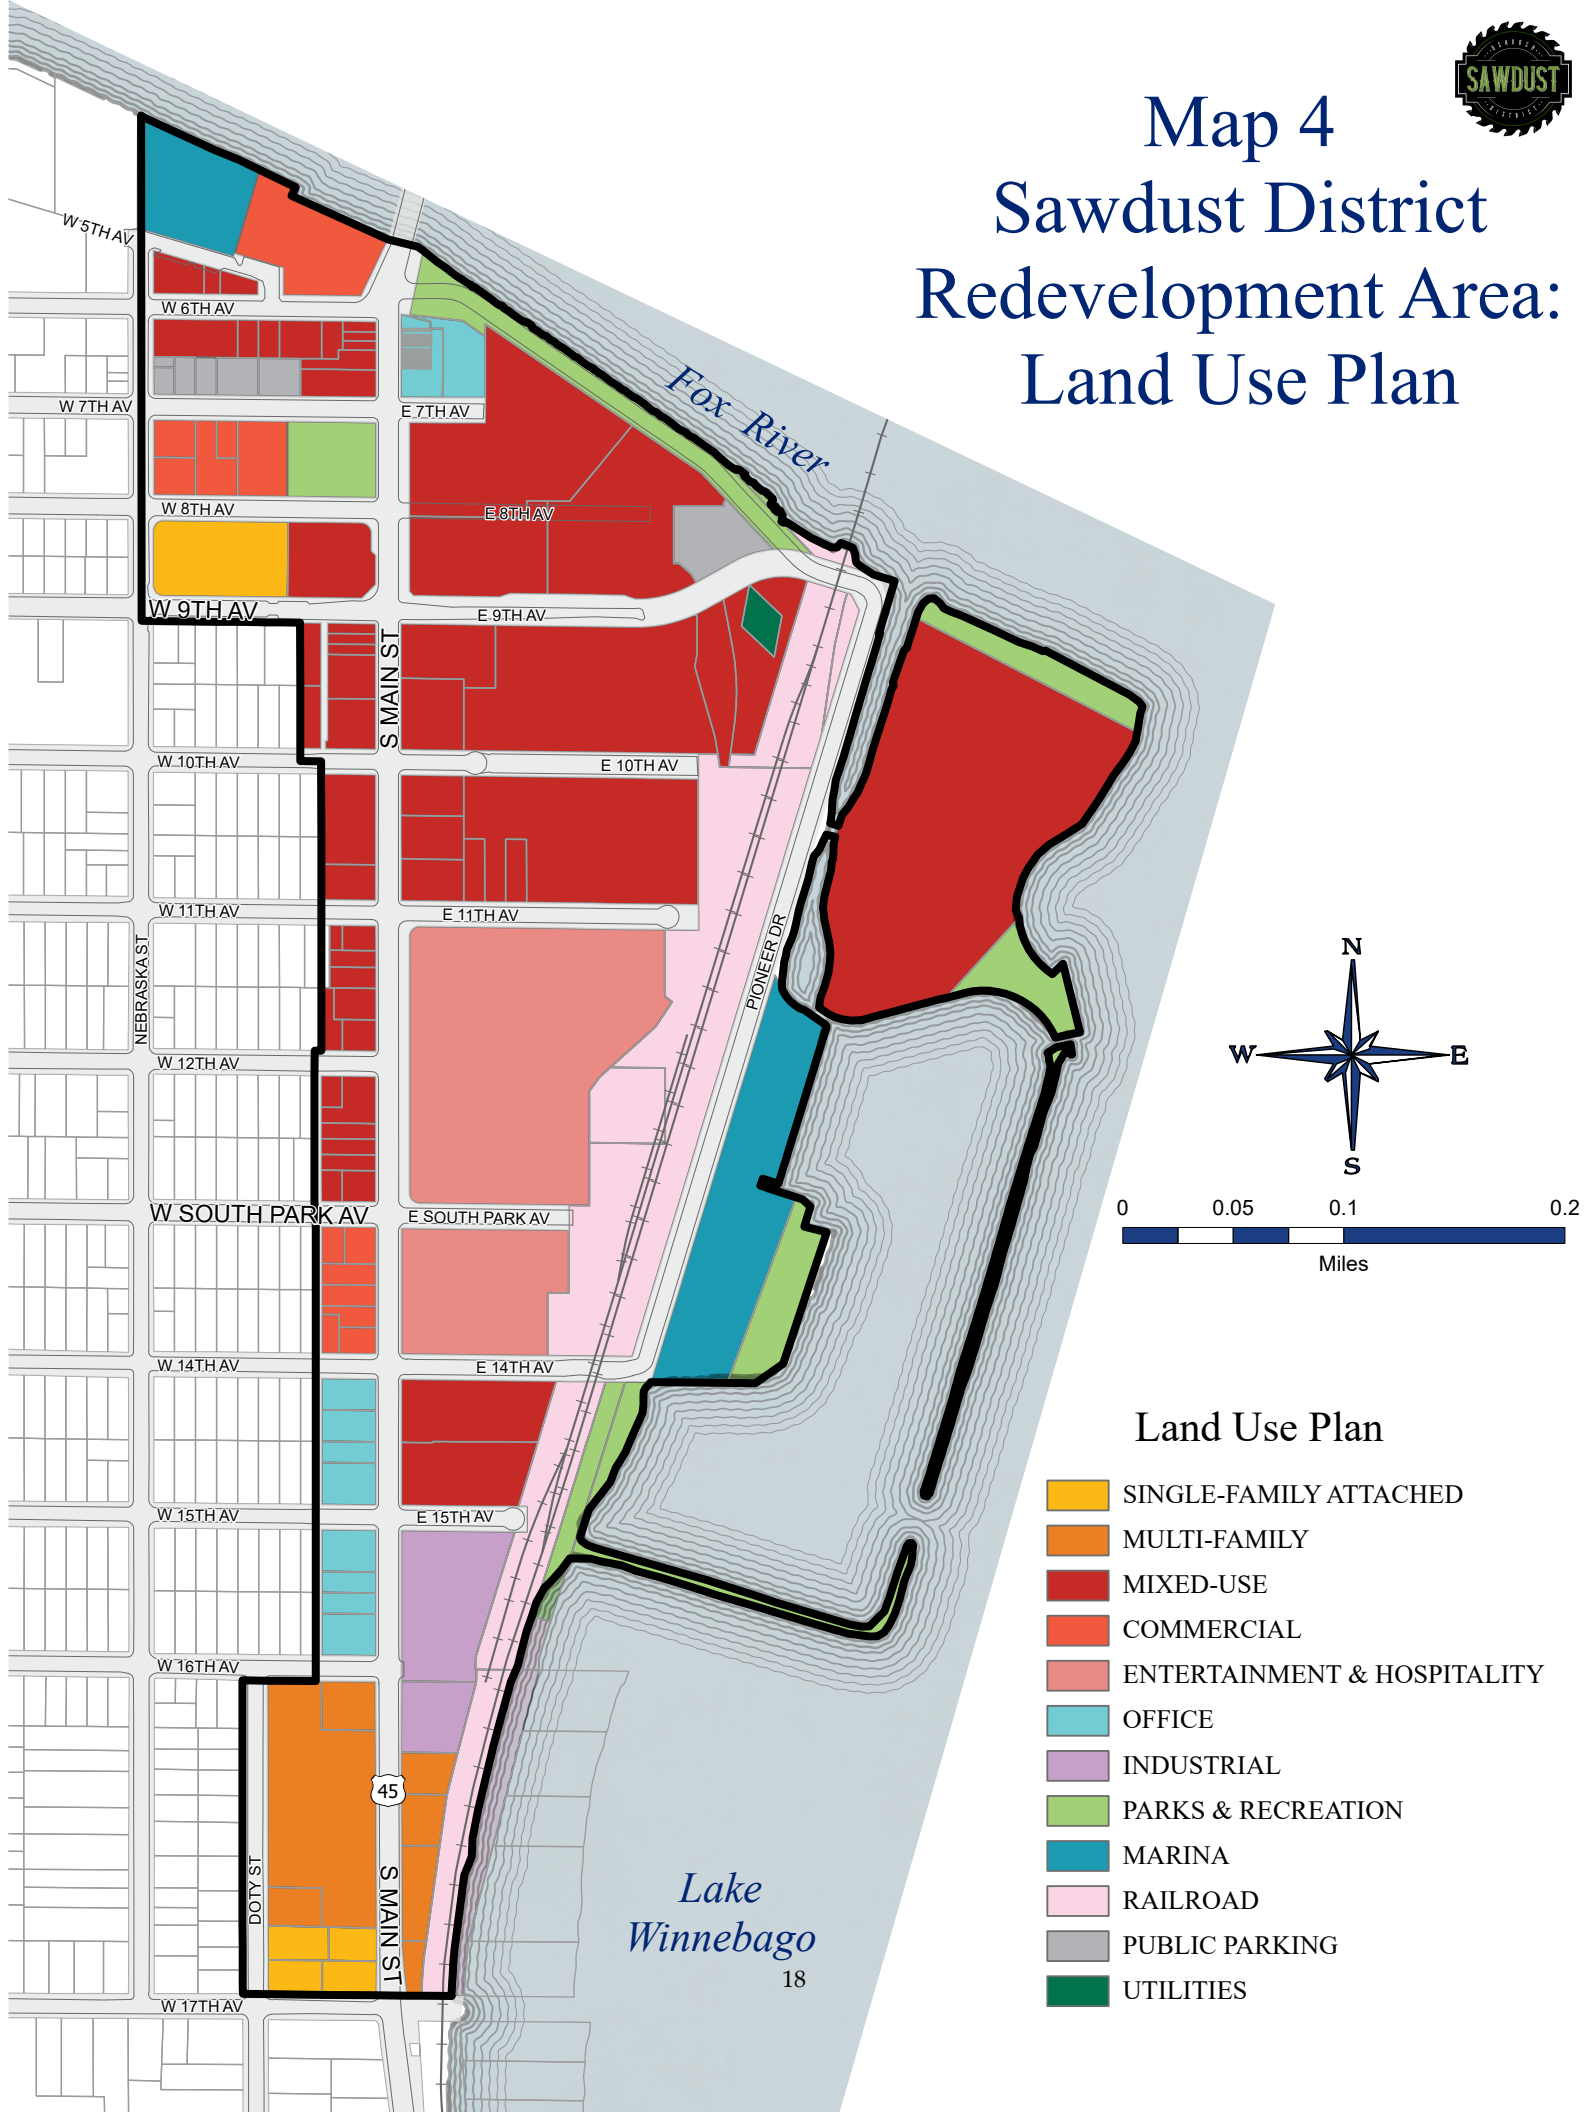 OSHKOSH
SAWDUST
DISTRICT
Map 4
Sawdust District
Redevelopment Area:
Land Use Plan
W 5TH AV
W 6TH AV
W 7TH AV
E 7TH AV
Fox River
W 8TH AV
E 8TH AV
W 9TH AV
E 9TH AV
S MAIN ST
W 10TH AV
E 10TH AV
W 11TH AV
E 11TH AV
NEBRASKA ST
PIONEER DR
W 12TH AV
W SOUTH PARK AV
E SOUTH PARK AV
W 14TH AV
E 14TH AV
W 15TH AV
E 15TH AV
W 16TH AV
45
DOTY ST
S MAIN ST
W 17TH AV
Lake
Winnebago
18
N
W
E
S
0 0.05 0.1 0.2
Miles
Land Use Plan
SINGLE-FAMILY ATTACHED
MULTI-FAMILY
MIXED-USE
COMMERCIAL
ENTERTAINMENT & HOSPITALITY
OFFICE
INDUSTRIAL
PARKS & RECREATION
MARINA
RAILROAD
PUBLIC PARKING
UTILITIES